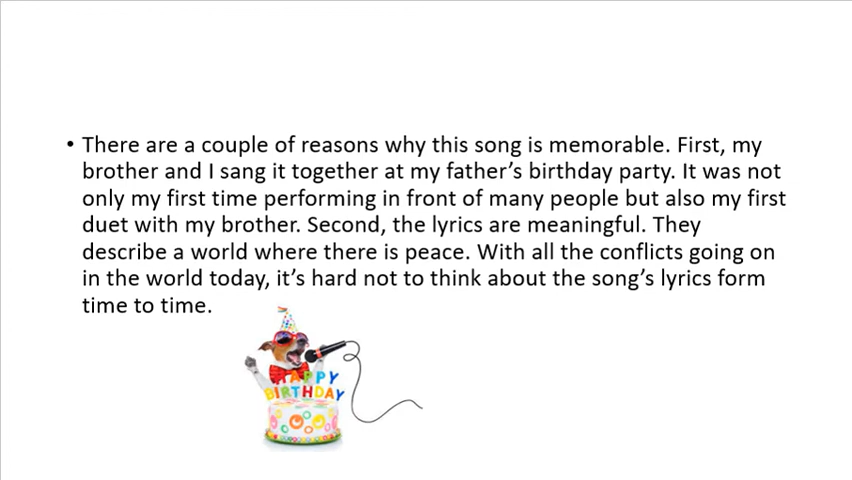 • There are a couple of reasons why this song is memorable. First, my
brother and I sang it together at my father’s birthday party. It was not
only my first time performing in front of many people but also my first
duet with my brother. Second, the lyrics are meaningful. They
describe a world where there is peace. With all the conflicts going on
in the world today, it’s hard not to think about the song’s lyrics form
time to time.
HAPPY
BIRTHDAY